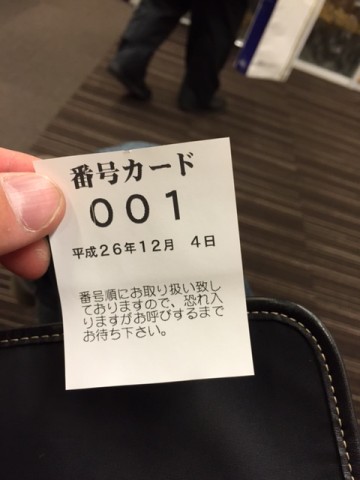 番号カード
001
平成26年12月 4日
番号順にお取り扱い致し
ておりますので、恐れ入
りますがお呼びするまで
お待ち下さい。